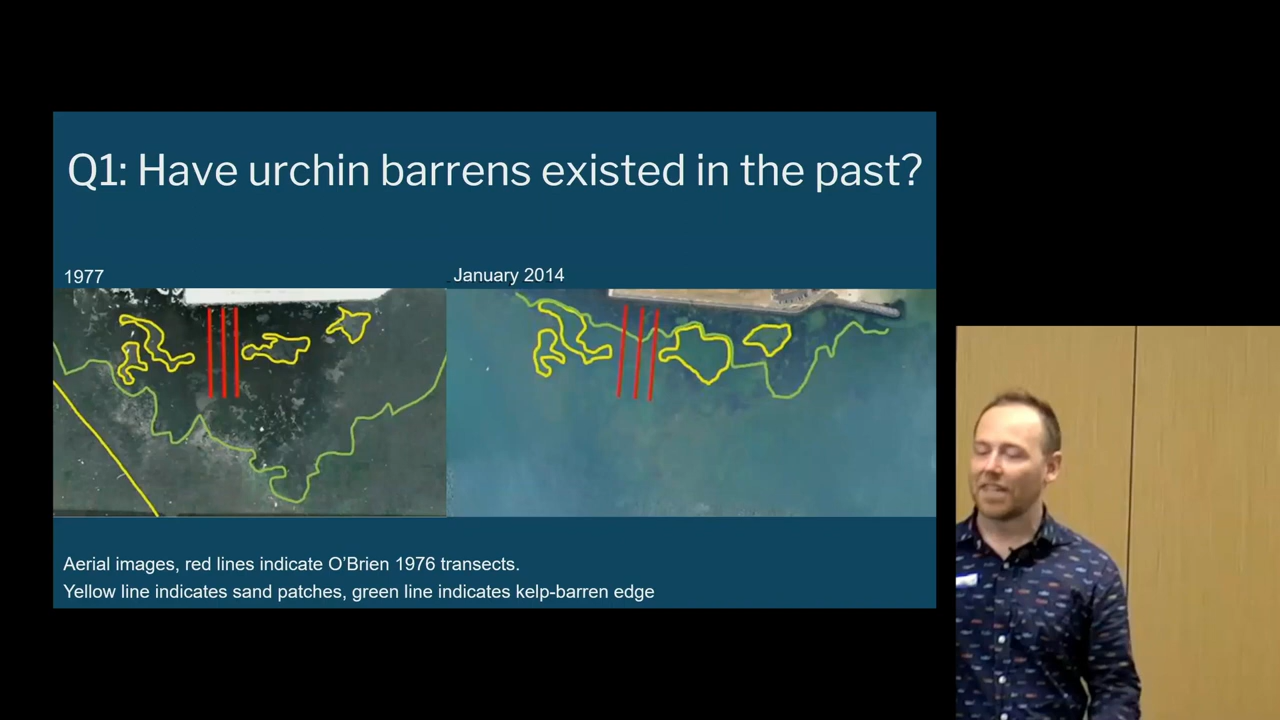 Q1: Have urchin barrens existed in the past?
1977
January 2014
Aerial images, red lines indicate O’Brien 1976 transects.
Yellow line indicates sand patches, green line indicates kelp-barren edge